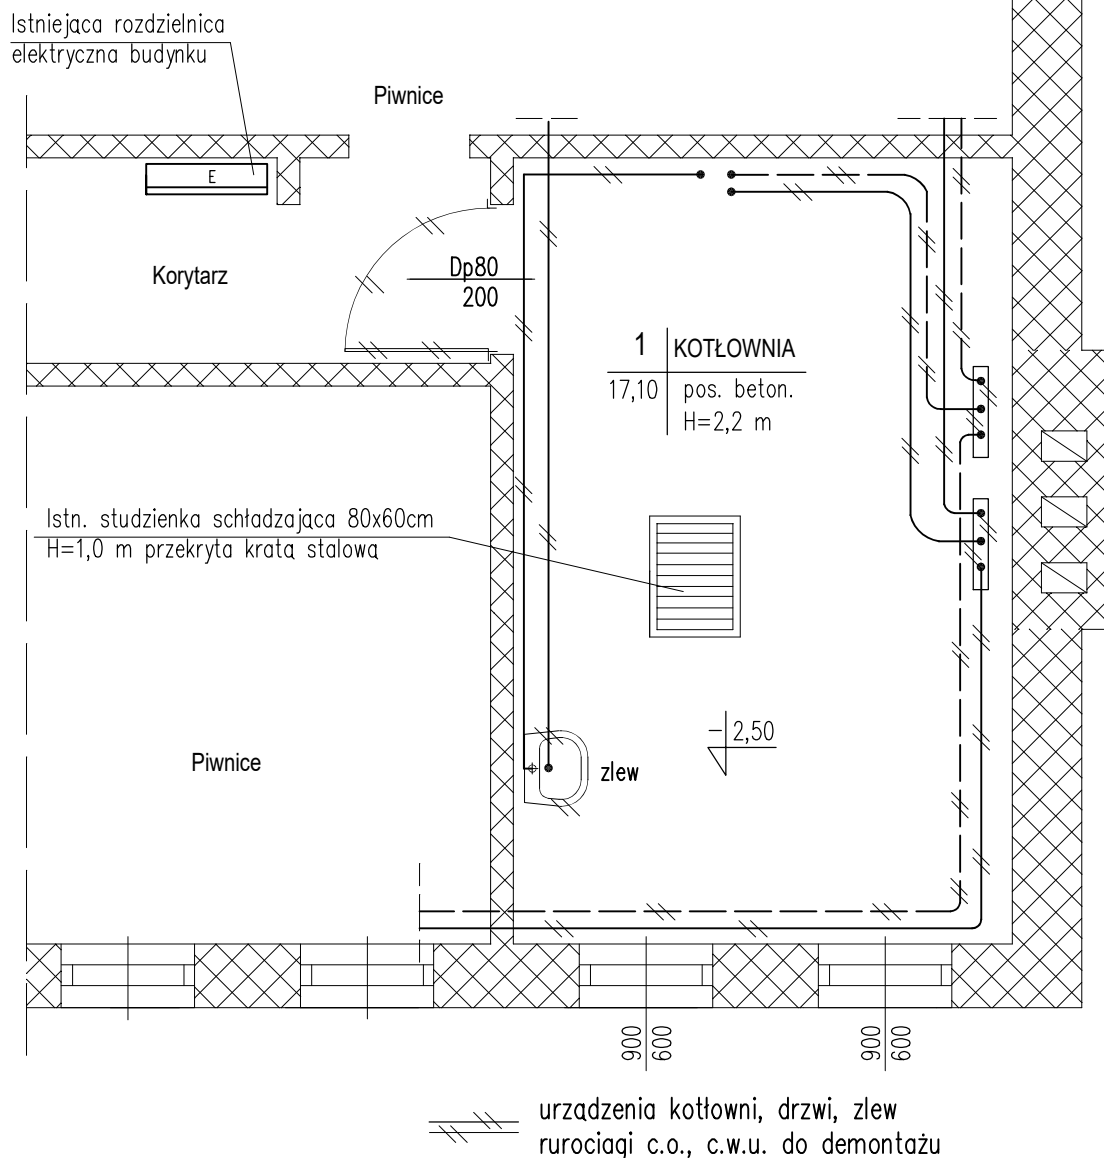 Istniejąca rozdzielnica
elektryczna budynku
Piwnice
E
Korytarz
Dp80
200
1 KOTŁOWNIA
17,10 pos. beton.
H=2,2 m
Istn. studzienka schładzająca 80x60cm
H=1,0 m przekryta kratą stalową
- 2,50
Piwnice
zlew
900
600
900
600
urządzenia kotłowni, drzwi, zlew
rurociągi c.o., c.w.u. do demontażu